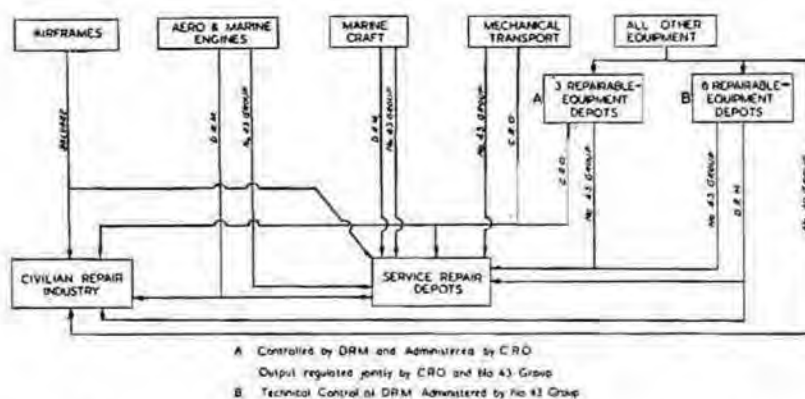 AIRFRAMES
AERO & MARINE
ENGINES
MARINE
CRAFT
MECHANICAL
TRANSPORT
ALL OTHER
EQUIPMENT
A
3 REPAIRABLE-
EQUIPMENT
DEPOTS
B
6 REPAIRABLE-
EQUIPMENT
DEPOTS
D.R.M
No 43 GROUP
D.R.M
No. 43 GROUP
No. 43 GROUP
C.R.O
C.R.O
No 43 GROUP
No 43 GROUP
D.R.M
CIVILIAN REPAIR
INDUSTRY
SERVICE REPAIR
DEPOTS
A Controlled by DRM and Administered by C.R.O.
Output regulated jointly by CRO and No 43 Group
B Technical Control of DRM Administered by No 43 Group